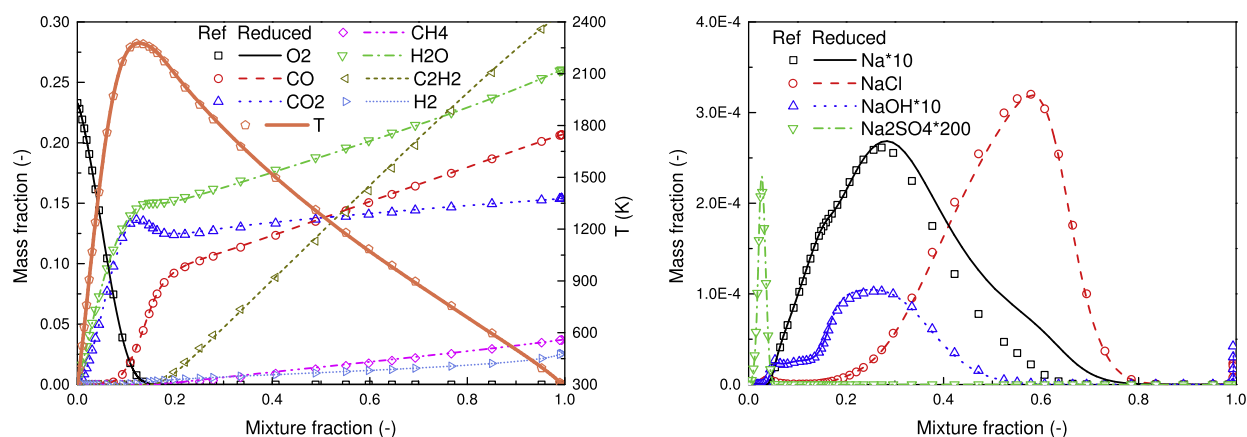 0.30
0.25
0.20
0.15
0.10
0.05
0.00
Mass fraction (-)
2400
2100
1800
1500
1200
900
600
300
T (K)
Ref Reduced
O2
CO
CO2
T
CH4
H2O
C2H2
H2
0.0 0.2 0.4 0.6 0.8 1.0
Mixture fraction (-)
4.0E-4
3.0E-4
2.0E-4
1.0E-4
0.0
Mass fraction (-)
Ref Reduced
Na*10
NaCl
NaOH*10
Na2SO4*200
0.0 0.2 0.4 0.6 0.8 1.0
Mixture fraction (-)